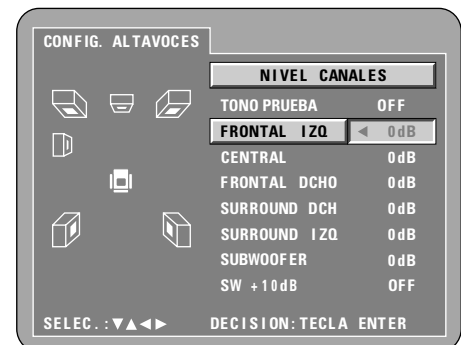 CONFIG. ALTAVOCES
NIVEL CANALES
TONO PRUEBA OFF
FRONTAL IZQ ◀ 0dB
CENTRAL 0dB
FRONTAL DCHO 0dB
SURROUND DCH 0dB
SURROUND IZQ 0dB
SUBWOOFER 0dB
SW +10dB OFF
SELEC.:▼▲◀▶ DECISION:TECLA ENTER